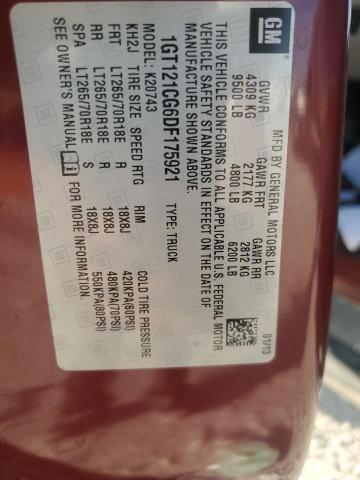 GM
MFD BY GENERAL MOTORS LLC
GVWR GAWR FRT GAWR RR
4309 KG 2177 KG 2812 KG
9500 LB 4800 LB 6200 LB
01/13
THIS VEHICLE CONFORMS TO ALL APPLICABLE U.S. FEDERAL MOTOR
VEHICLE SAFETY STANDARDS IN EFFECT ON THE DATE OF
MANUFACTURE SHOWN ABOVE.
1GT121CG6DF175921 TYPE: TRUCK
MODEL: K20743
KH2J TIRE SIZE SPEED RTG RIM COLD TIRE PRESSURE
FRT LT265/70R18E R 18X8J 420KPA(60PSI)
RR LT265/70R18E R 18X8J 480KPA(70PSI)
SPA LT265/70R18E S 18X8J 550KPA(80PSI)
SEE OWNER'S MANUAL i FOR MORE INFORMATION.